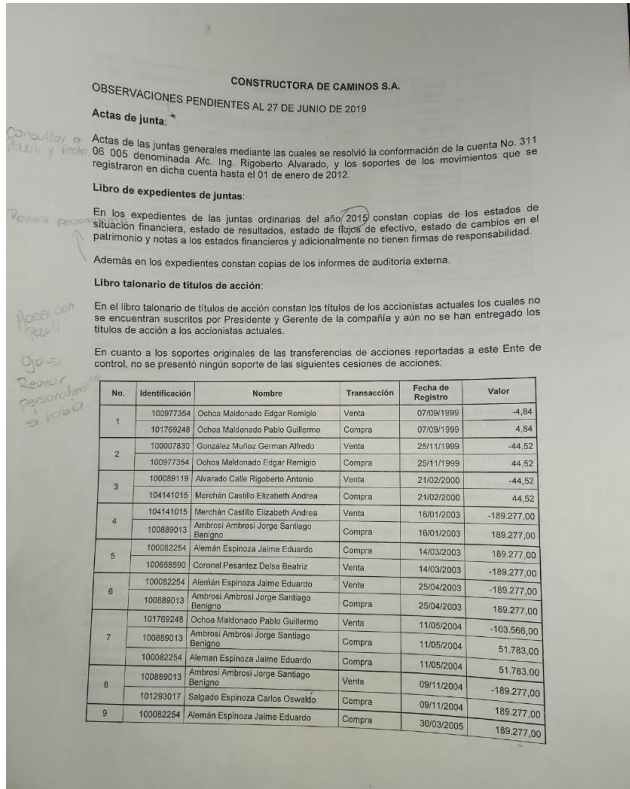 CONSTRUCTORA DE CAMINOS S.A.
OBSERVACIONES PENDIENTES AL 27 DE JUNIO DE 2019
Actas de junta:
Consultar a
Actas de las juntas generales mediante las cuales se resolvió la conformación de la cuenta No. 311
06 005 denominada Afc. Ing. Rigoberto Alvarado, y los soportes de los movimientos que se
registraron en dicha cuenta hasta el 01 de enero de 2012.
Libro de expedientes de juntas:
Revisar
En los expedientes de las juntas ordinarias del año 2015 constan copias de los estados de
situación financiera, estado de resultados, estado de flujos de efectivo, estado de cambios en el
patrimonio y notas a los estados financieros y adicionalmente no tienen firmas de responsabilidad.
Además en los expedientes constan copias de los informes de auditoría externa.
Libro talonario de títulos de acción:
Hacer con
En el libro talonario de títulos de acción constan los títulos de los accionistas actuales los cuales no
se encuentran suscritos por Presidente y Gerente de la compañía y aún no se han entregado los
títulos de acción a los accionistas actuales.
Ojo
Revisar
En cuanto a los soportes originales de las transferencias de acciones reportadas a este Ente de
control, no se presentó ningún soporte de las siguientes cesiones de acciones:
No. Identificación Nombre Transacción Fecha de Registro Valor
1 100977354 Ochoa Maldonado Edgar Remigio Venta 07/09/1999 -4,84
101769248 Ochoa Maldonado Pablo Guillermo Compra 07/09/1999 4,84
2 100007830 González Muñoz German Alfredo Venta 25/11/1999 -44,52
100977354 Ochoa Maldonado Edgar Remigio Compra 25/11/1999 44,52
3 100089119 Alvarado Calle Rigoberto Antonio Venta 21/02/2000 -44,52
104141015 Merchán Castillo Elizabeth Andrea Compra 21/02/2000 44,52
4 104141015 Merchán Castillo Elizabeth Andrea Venta 16/01/2003 -189.277,00
100889013 Ambrosi Ambrosi Jorge Santiago Benigno Compra 16/01/2003 189.277,00
5 100082254 Alemán Espinoza Jaime Eduardo Compra 14/03/2003 189.277,00
100658590 Coronel Pesantez Delsa Beatriz Venta 14/03/2003 -189.277,00
6 100082254 Alemán Espinoza Jaime Eduardo Venta 25/04/2003 -189.277,00
100889013 Ambrosi Ambrosi Jorge Santiago Benigno Compra 25/04/2003 189.277,00
7 101769248 Ochoa Maldonado Pablo Guillermo Venta 11/05/2004 -103.566,00
100889013 Ambrosi Ambrosi Jorge Santiago Benigno Compra 11/05/2004 51.783,00
100082254 Aleman Espinoza Jaime Eduardo Compra 11/05/2004 51.783,00
8 100889013 Ambrosi Ambrosi Jorge Santiago Benigno Venta 09/11/2004 -189.277,00
101293017 Salgado Espinoza Carlos Oswaldo Compra 09/11/2004 189.277,00
9 100082254 Alemán Espinoza Jaime Eduardo Compra 30/03/2005 189.277,00